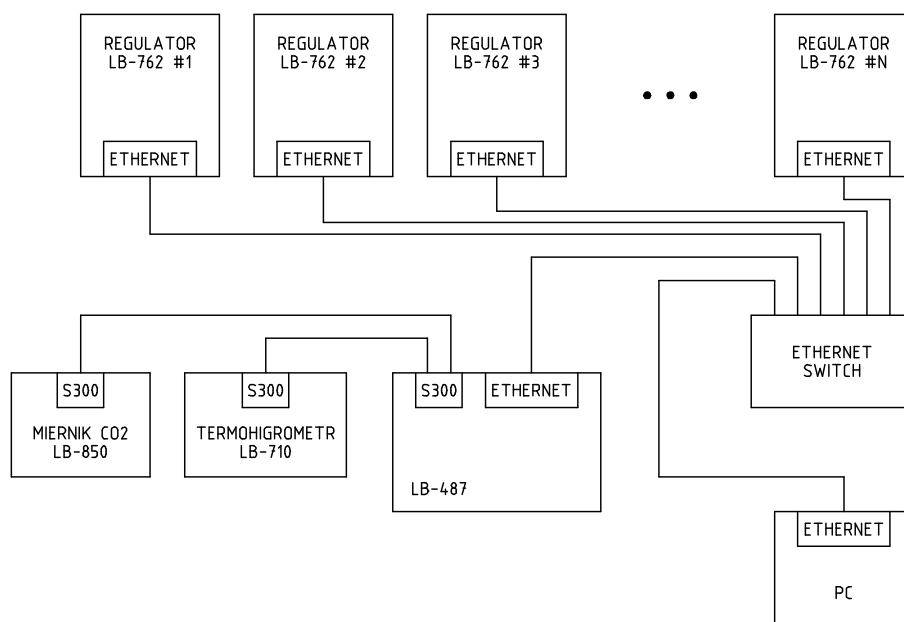 REGULATOR
LB-762 #1
ETHERNET
REGULATOR
LB-762 #2
ETHERNET
REGULATOR
LB-762 #3
ETHERNET
REGULATOR
LB-762 #N
ETHERNET
S300
MIERNIK CO2
LB-850
S300
TERMOHIGROMETR
LB-710
S300
ETHERNET
LB-487
ETHERNET
SWITCH
ETHERNET
PC